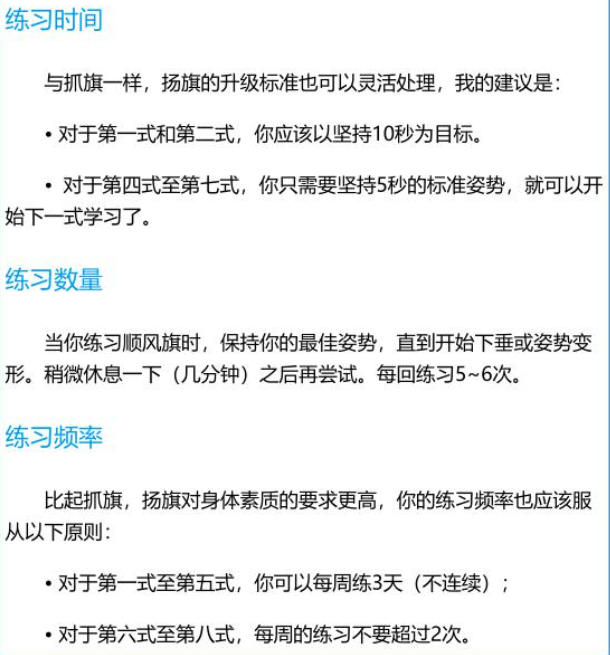 练习时间
与抓旗一样，扬旗的升级标准也可以灵活处理，我的建议是：
• 对于第一式和第二式，你应该以坚持10秒为目标。
• 对于第四式至第七式，你只需要坚持5秒的标准姿势，就可以开
始下一式学习了。
练习数量
当你练习顺风旗时，保持你的最佳姿势，直到开始下垂或姿势变
形。稍微休息一下（几分钟）之后再尝试。每回练习5~6次。
练习频率
比起抓旗，扬旗对身体素质的要求更高，你的练习频率也应该服
从以下原则：
• 对于第一式至第五式，你可以每周练3天（不连续）；
• 对于第六式至第八式，每周的练习不要超过2次。